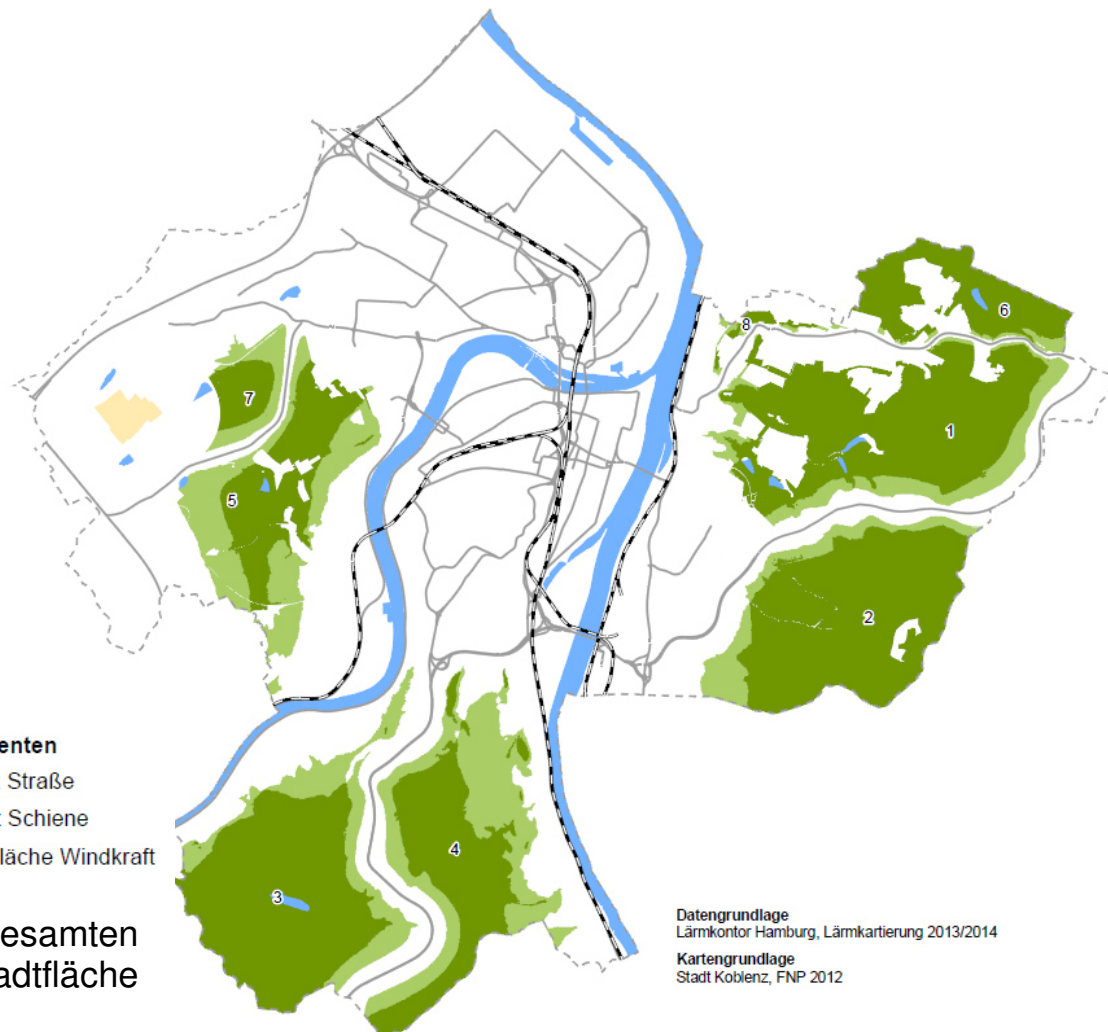 6
8
7
1
5
2
enten
Straße
Schiene
läche Windkraft
4
3
esamten
adtfläche
Datengrundlage
Lärmkontor Hamburg, Lärmkartierung 2013/2014
Kartengrundlage
Stadt Koblenz, FNP 2012